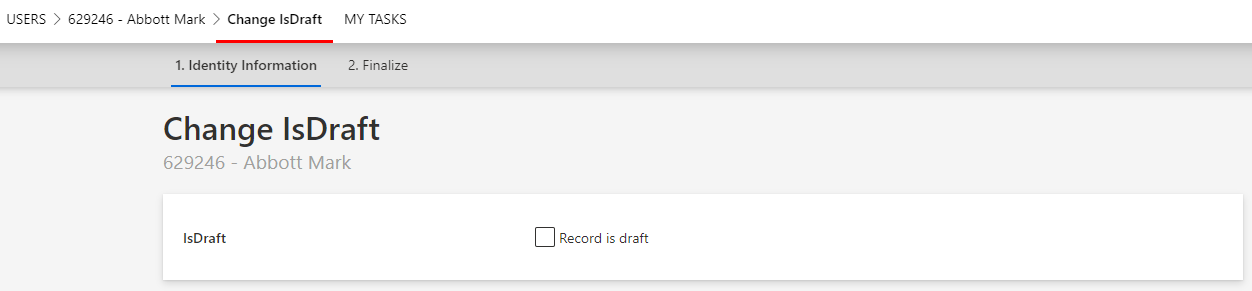 USERS > 629246 - Abbott Mark > Change IsDraft MY TASKS
1. Identity Information 2. Finalize
Change IsDraft
629246 - Abbott Mark
IsDraft Record is draft